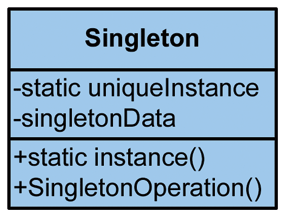 Singleton
-static uniqueInstance
-singletonData
+static instance()
+SingletonOperation()